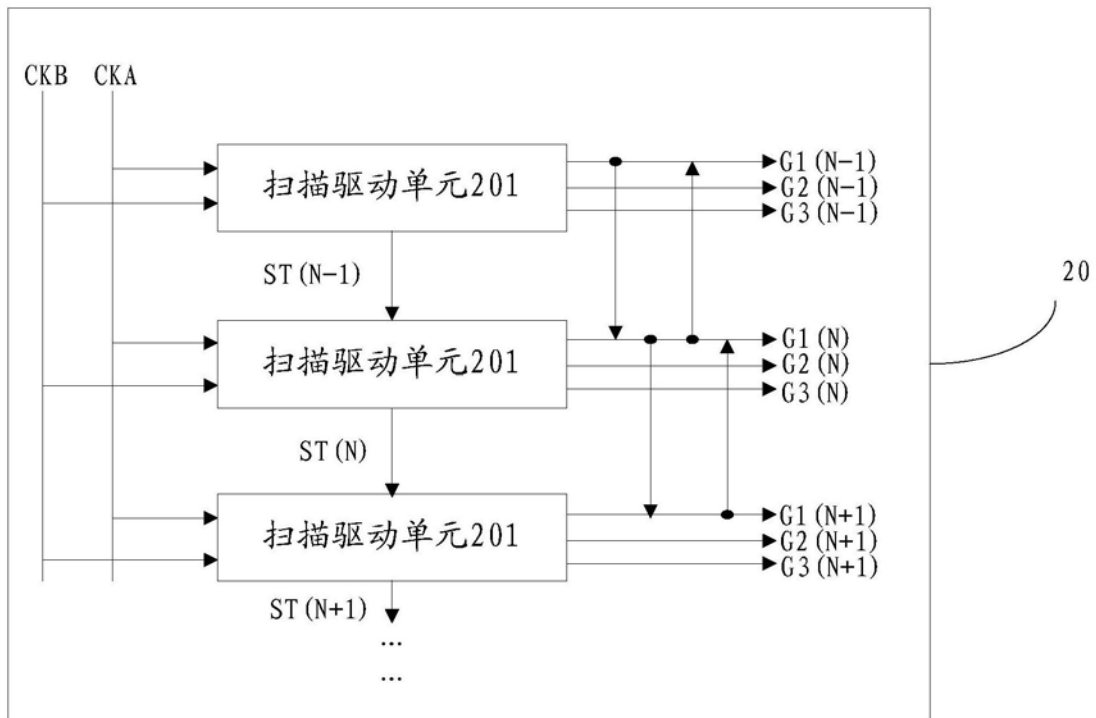 CKB CKA
扫描驱动单元201
G1(N-1)
G2(N-1)
G3(N-1)
ST(N-1)
20
扫描驱动单元201
G1(N)
G2(N)
G3(N)
ST(N)
扫描驱动单元201
G1(N+1)
G2(N+1)
G3(N+1)
ST(N+1)
...
...